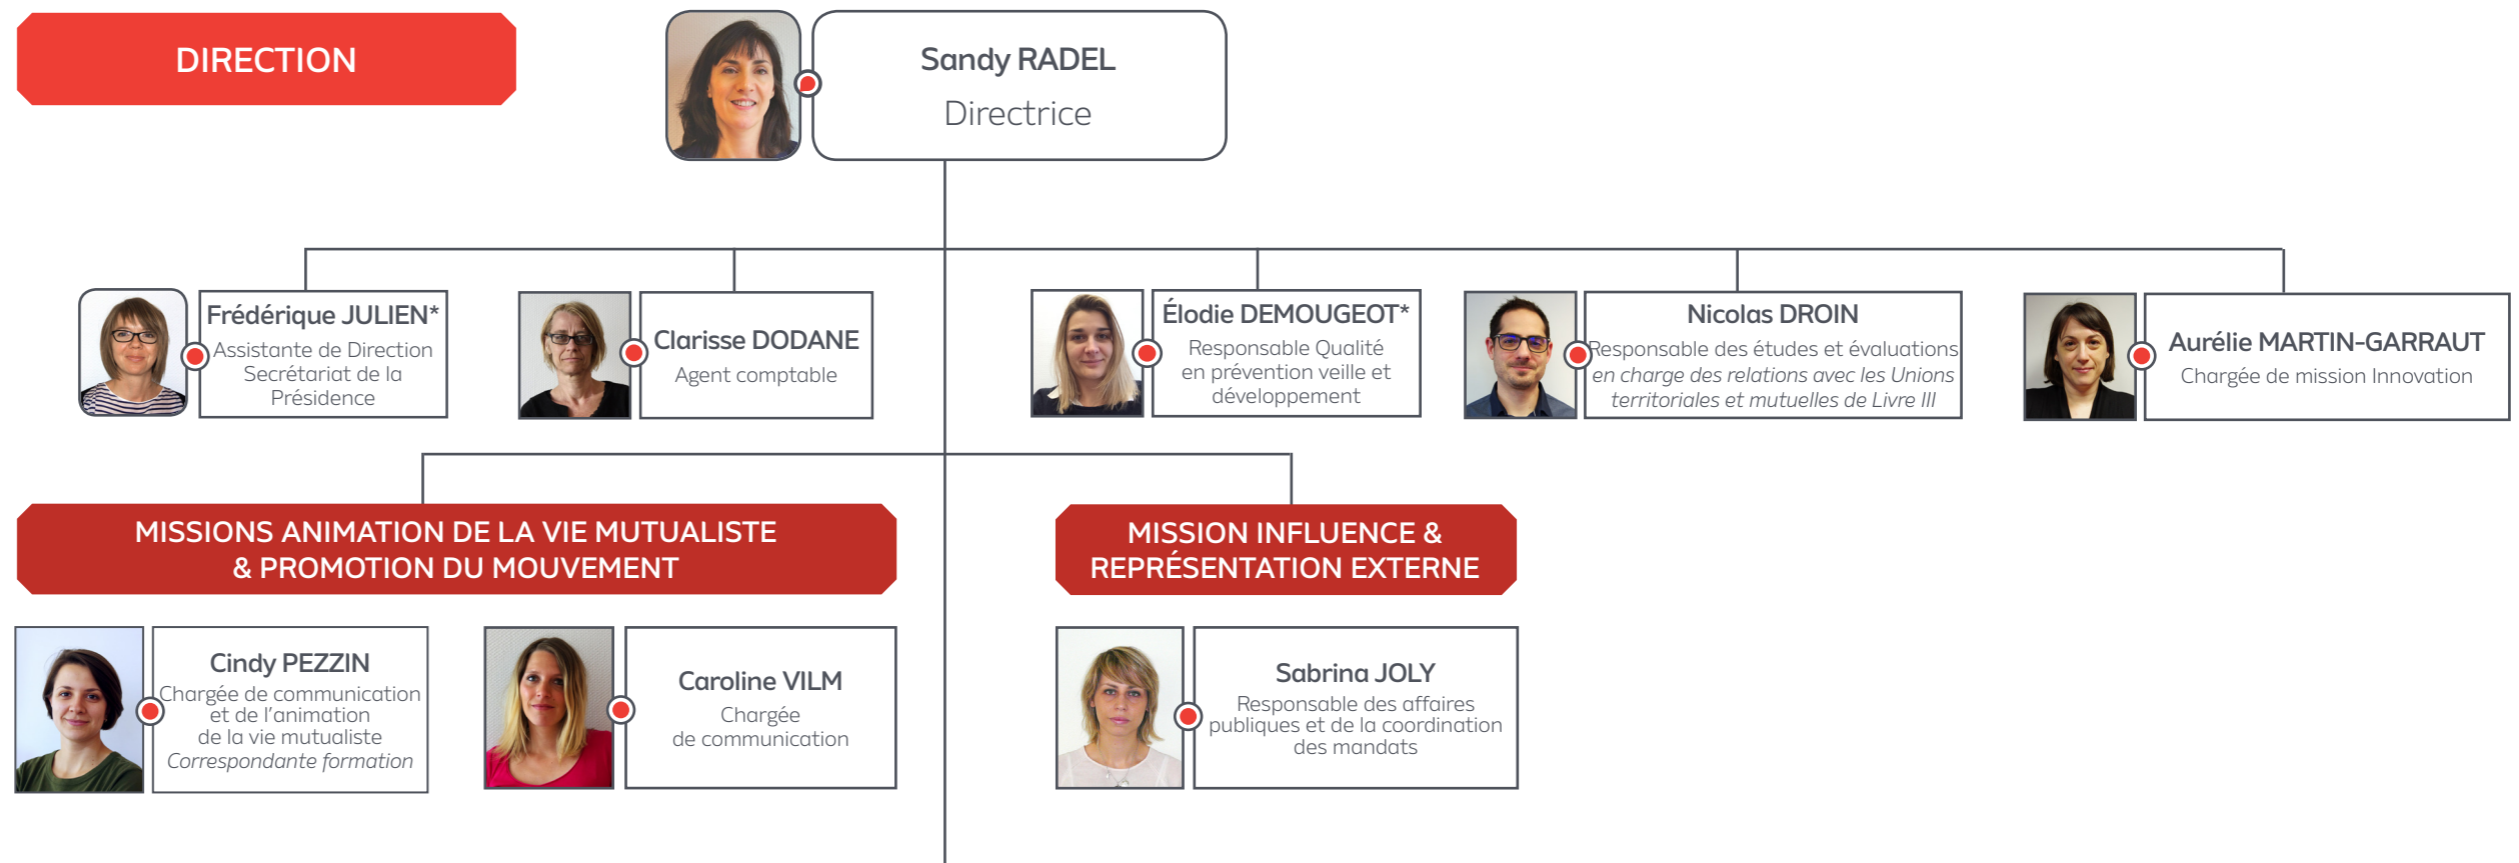 DIRECTION
Sandy RADEL
Directrice
Frédérique JULIEN*
Assistante de Direction
Secrétariat de la
Présidence
Clarisse DODANE
Agent comptable
Élodie DEMOUGEOT*
Responsable Qualité
en prévention veille et
développement
Nicolas DROIN
Responsable des études et évaluations
en charge des relations avec les Unions
territoriales et mutuelles de Livre III
Aurélie MARTIN-GARRAUT
Chargée de mission Innovation
MISSIONS ANIMATION DE LA VIE MUTUALISTE
& PROMOTION DU MOUVEMENT
MISSION INFLUENCE &
REPRÉSENTATION EXTERNE
Cindy PEZZIN
Chargée de communication
et de l'animation
de la vie mutualiste
Correspondante formation
Caroline VILM
Chargée
de communication
Sabrina JOLY
Responsable des affaires
publiques et de la coordination
des mandats